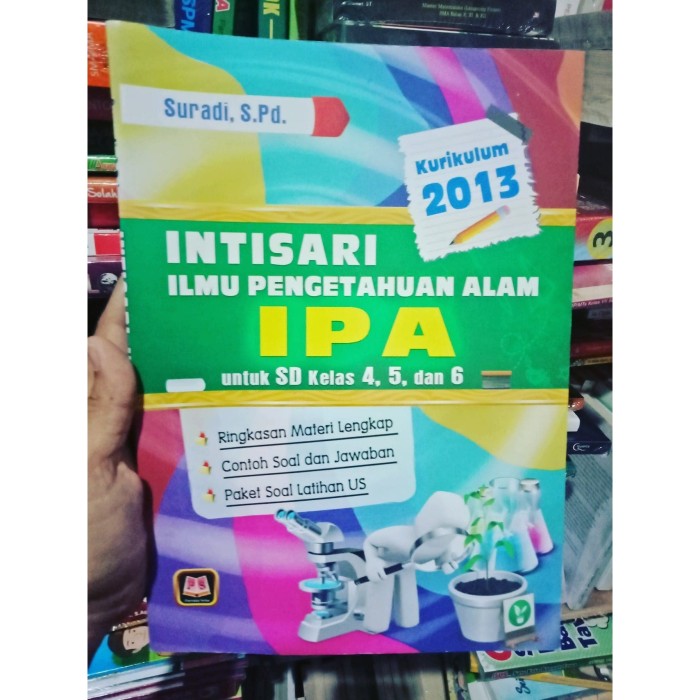 Suradi, S.Pd.
Kurikulum
2013
INTISARI
ILMU PENGETAHUAN ALAM
IPA
untuk SD Kelas 4, 5, dan 6
Ringkasan Materi Lengkap
Contoh Soal dan Jawaban
Paket Soal Latihan US
3